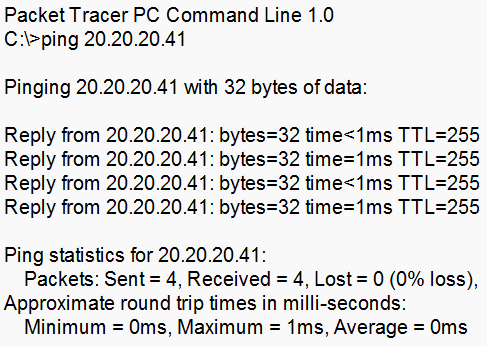 Packet Tracer PC Command Line 1.0
C:\>ping 20.20.20.41
Pinging 20.20.20.41 with 32 bytes of data:
Reply from 20.20.20.41: bytes=32 time<1ms TTL=255
Reply from 20.20.20.41: bytes=32 time=1ms TTL=255
Reply from 20.20.20.41: bytes=32 time<1ms TTL=255
Reply from 20.20.20.41: bytes=32 time=1ms TTL=255
Ping statistics for 20.20.20.41:
Packets: Sent = 4, Received = 4, Lost = 0 (0% loss),
Approximate round trip times in milli-seconds:
Minimum = 0ms, Maximum = 1ms, Average = 0ms